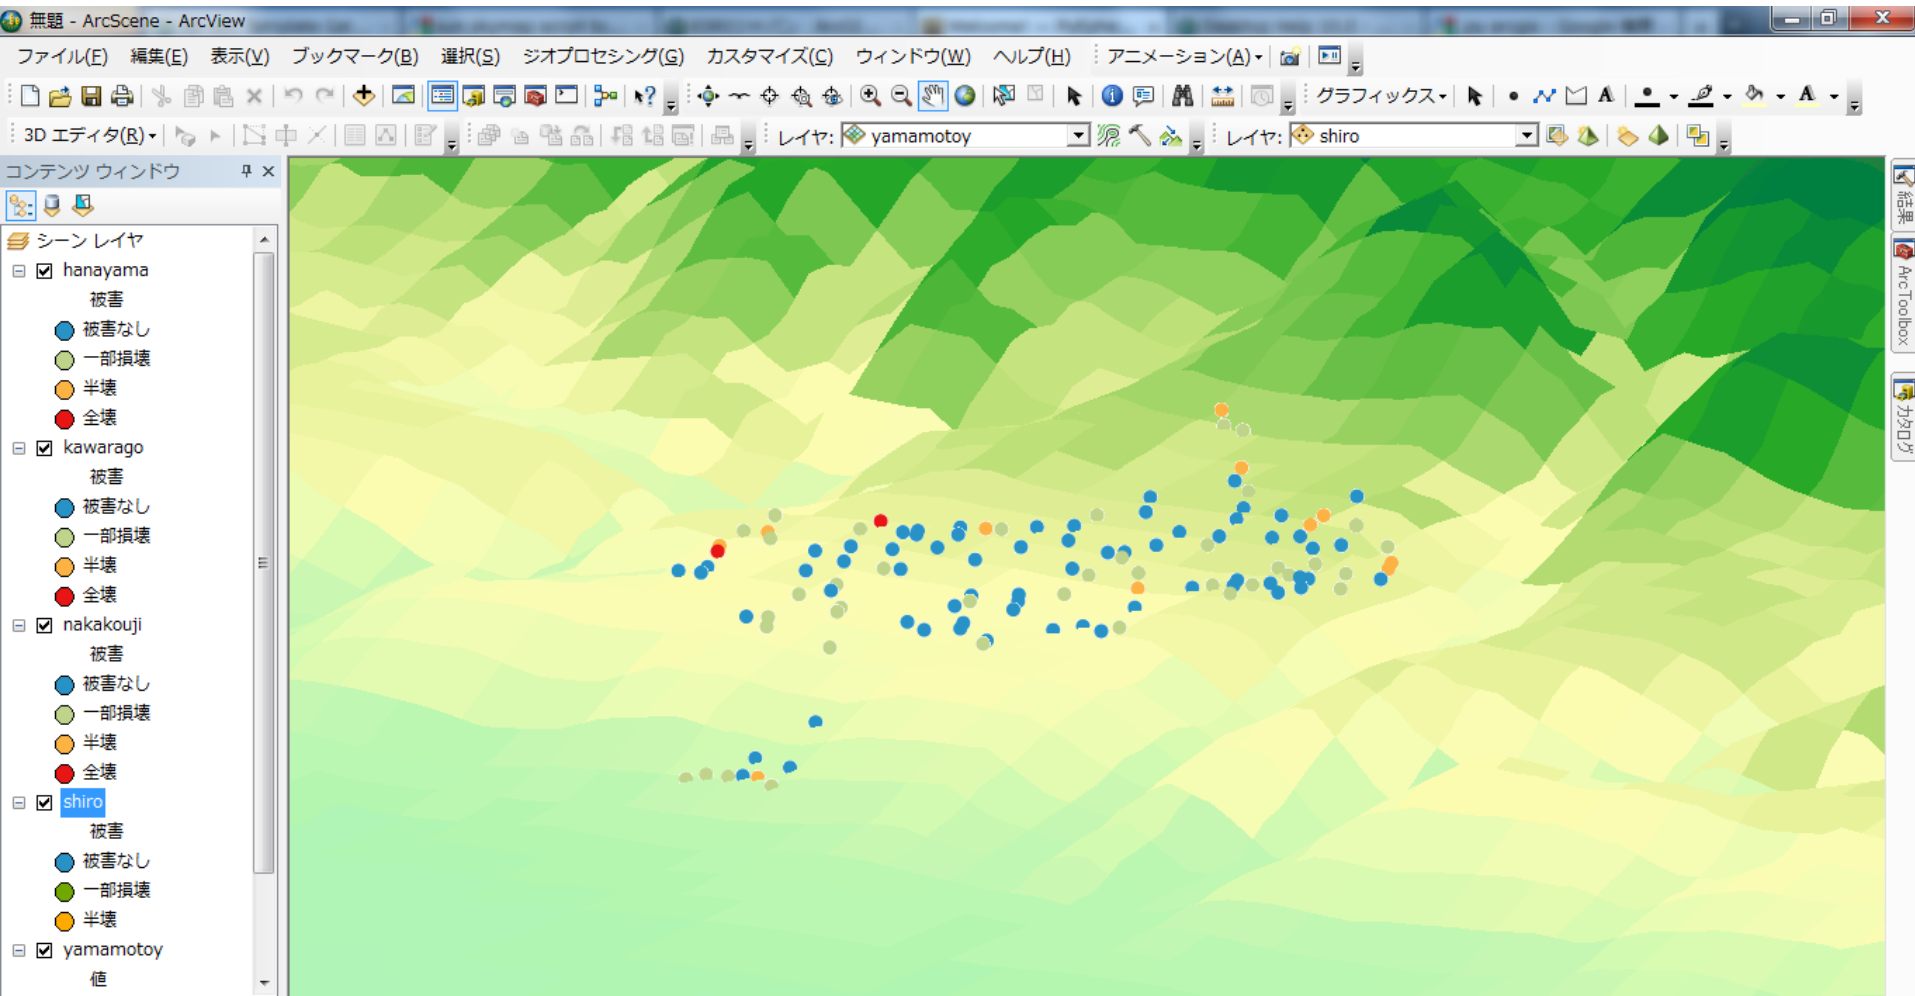 無題 - ArcScene - ArcView
ファイル(F) 編集(E) 表示(V) ブックマーク(B) 選択(S) ジオプロセシング(G) カスタマイズ(C) ウィンドウ(W) ヘルプ(H) アニメーション(A)
グラフィックス
3D エディタ(R) レイヤ: yamamotoy レイヤ: shiro
コンテンツ ウィンドウ
シーン レイヤ
hanayama
被害
被害なし
一部損壊
半壊
全壊
kawarago
被害
被害なし
一部損壊
半壊
全壊
nakakouji
被害
被害なし
一部損壊
半壊
全壊
shiro
被害
被害なし
一部損壊
半壊
yamamotoy
値
結果
ArcToolbox
カタログ